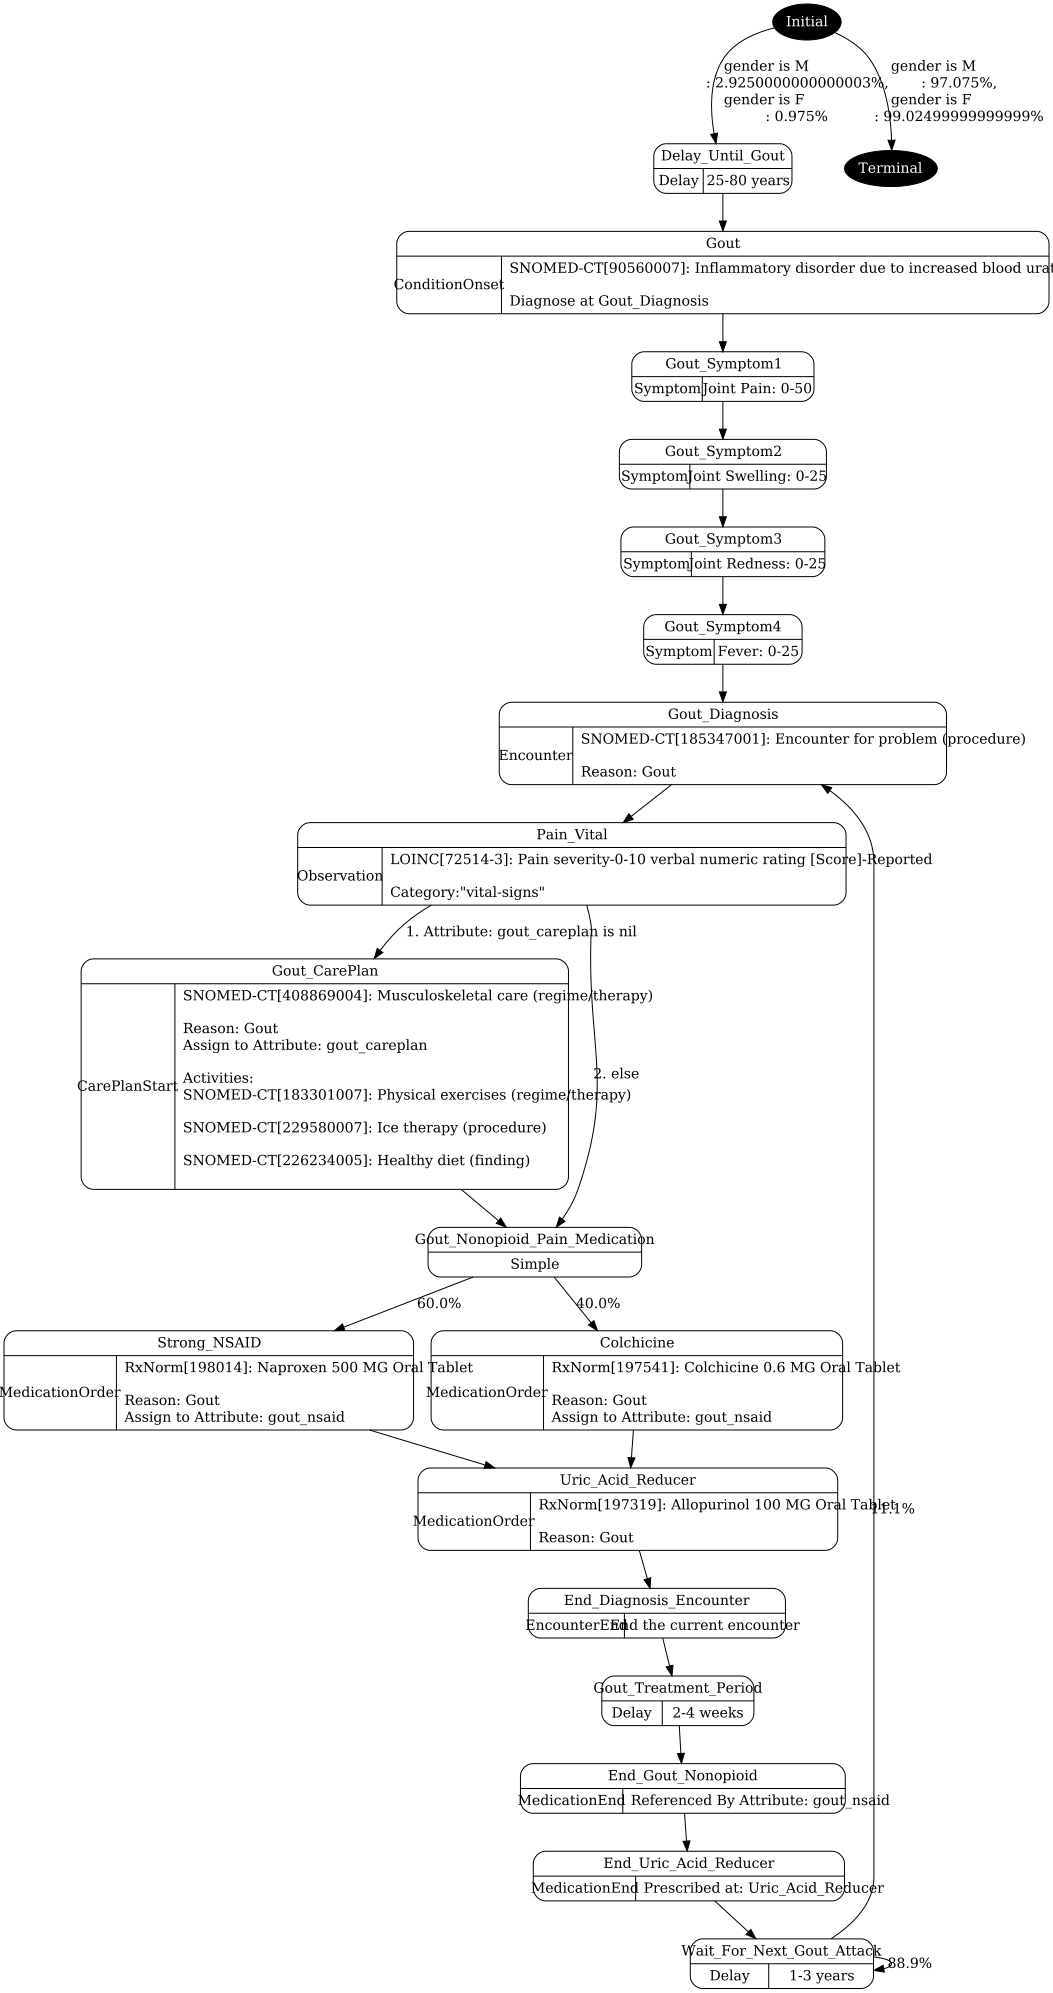 Initial
gender is M
: 2.9250000000000003%,
gender is F
: 0.975%
gender is M
: 97.075%,
gender is F
: 99.02499999999999%
Delay_Until_Gout
Delay
25-80 years
Terminal
Gout
ConditionOnset
SNOMED-CT[90560007]: Inflammatory disorder due to increased blood urat
Diagnose at Gout_Diagnosis
Gout_Symptom1
Symptom
Joint Pain: 0-50
Gout_Symptom2
Symptom
Joint Swelling: 0-25
Gout_Symptom3
Symptom
Joint Redness: 0-25
Gout_Symptom4
Symptom
Fever: 0-25
Gout_Diagnosis
Encounter
SNOMED-CT[185347001]: Encounter for problem (procedure)
Reason: Gout
Pain_Vital
Observation
LOINC[72514-3]: Pain severity-0-10 verbal numeric rating [Score]-Reported
Category:"vital-signs"
1. Attribute: gout_careplan is nil
2. else
Gout_CarePlan
CarePlanStart
SNOMED-CT[408869004]: Musculoskeletal care (regime/therapy)
Reason: Gout
Assign to Attribute: gout_careplan
Activities:
SNOMED-CT[183301007]: Physical exercises (regime/therapy)
SNOMED-CT[229580007]: Ice therapy (procedure)
SNOMED-CT[226234005]: Healthy diet (finding)
Gout_Nonopioid_Pain_Medication
Simple
60.0%
40.0%
Strong_NSAID
MedicationOrder
RxNorm[198014]: Naproxen 500 MG Oral Tablet
Reason: Gout
Assign to Attribute: gout_nsaid
Colchicine
MedicationOrder
RxNorm[197541]: Colchicine 0.6 MG Oral Tablet
Reason: Gout
Assign to Attribute: gout_nsaid
Uric_Acid_Reducer
MedicationOrder
RxNorm[197319]: Allopurinol 100 MG Oral Tablet
Reason: Gout
11.1%
End_Diagnosis_Encounter
EncounterEnd
End the current encounter
Gout_Treatment_Period
Delay
2-4 weeks
End_Gout_Nonopioid
MedicationEnd
Referenced By Attribute: gout_nsaid
End_Uric_Acid_Reducer
MedicationEnd
Prescribed at: Uric_Acid_Reducer
Wait_For_Next_Gout_Attack
Delay
1-3 years
88.9%